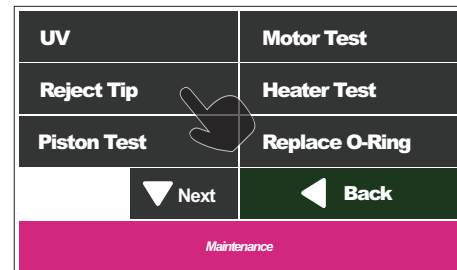 UV
Motor Test
Reject Tip
Heater Test
Piston Test
Replace O-Ring
Next
Back
Maintenance